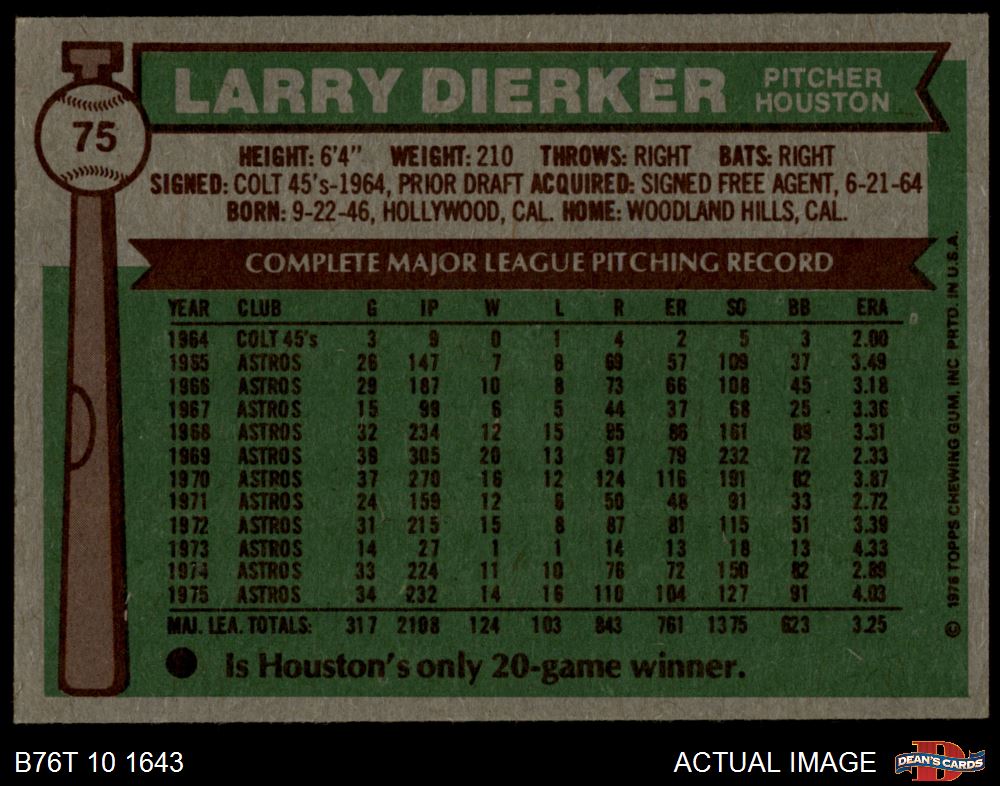 75
LARRY DIERKER
PITCHER
HOUSTON
HEIGHT: 6'4" WEIGHT: 210 THROWS: RIGHT BATS: RIGHT
SIGNED: COLT 45's-1964, PRIOR DRAFT ACQUIRED: SIGNED FREE AGENT, 6-21-64
BORN: 9-22-46, HOLLYWOOD, CAL. HOME: WOODLAND HILLS, CAL.
COMPLETE MAJOR LEAGUE PITCHING RECORD
YEAR CLUB G IP W L R ER SO BB ERA
1964 COLT 45's 3 9 0 1 4 2 5 3 2.00
1965 ASTROS 26 147 7 8 69 57 109 37 3.49
1966 ASTROS 29 187 10 8 73 66 108 45 3.18
1967 ASTROS 15 99 6 5 44 37 68 25 3.36
1968 ASTROS 32 234 12 15 95 86 161 89 3.31
1969 ASTROS 39 305 20 13 97 79 232 72 2.33
1970 ASTROS 37 270 16 12 124 116 191 82 3.87
1971 ASTROS 24 159 12 6 50 48 91 33 2.72
1972 ASTROS 31 215 15 8 87 81 115 51 3.39
1973 ASTROS 14 27 1 1 14 13 18 13 4.33
1974 ASTROS 33 224 11 10 76 72 150 82 2.89
1975 ASTROS 34 232 14 16 110 104 127 91 4.03
MAJ. LEA. TOTALS: 317 2108 124 103 843 761 1375 623 3.25
Is Houston's only 20-game winner.
© 1976 TOPPS CHEWING GUM, INC PRTD. IN U.S.A.
B76T 10 1643
ACTUAL IMAGE
D
DEAN'S CARDS